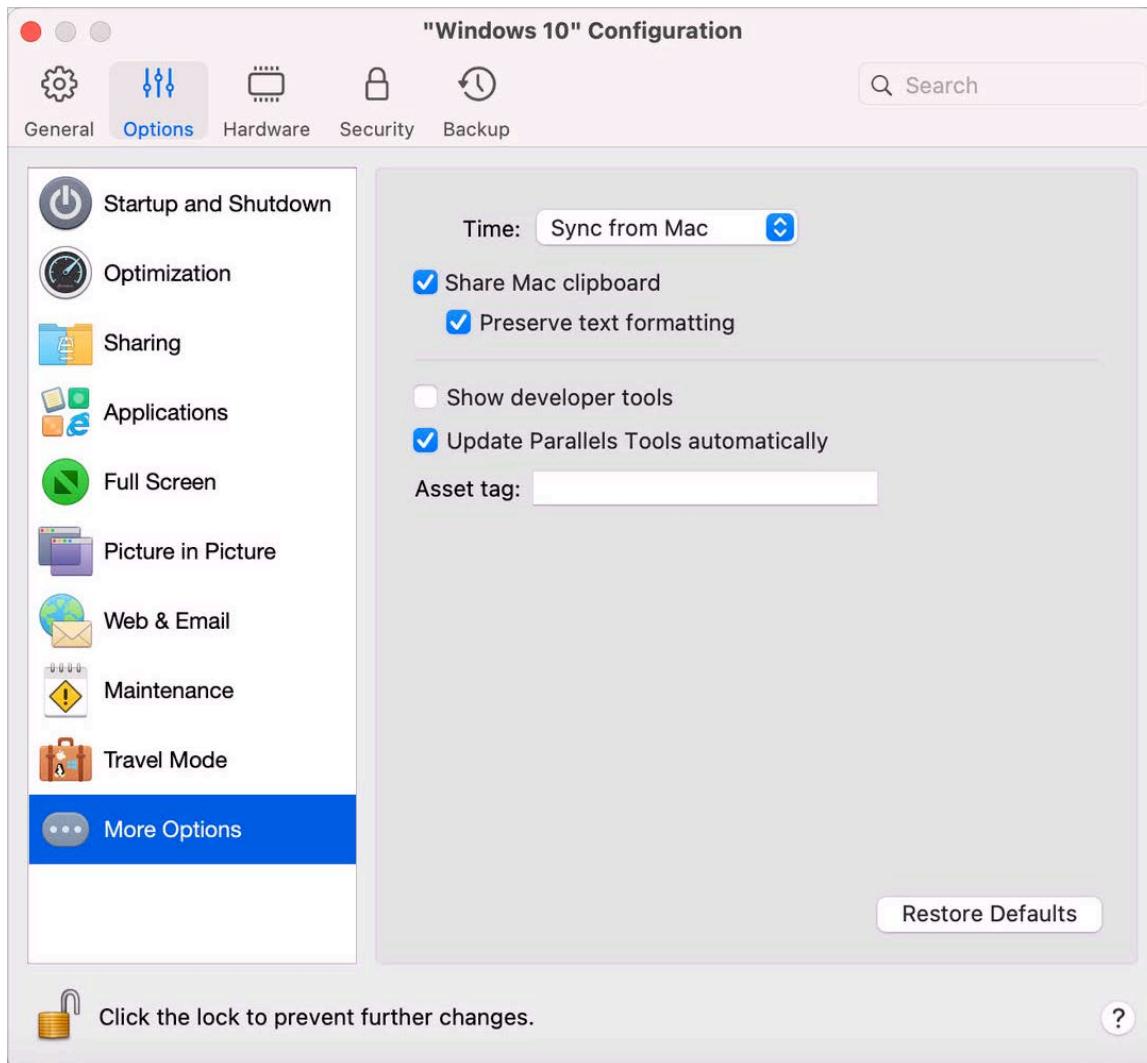 "Windows 10" Configuration
General
Options
Hardware
Security
Backup
Search
Startup and Shutdown
Optimization
Sharing
Applications
Full Screen
Picture in Picture
Web & Email
Maintenance
Travel Mode
More Options
Time: Sync from Mac
Share Mac clipboard
Preserve text formatting
Show developer tools
Update Parallels Tools automatically
Asset tag:
Restore Defaults
Click the lock to prevent further changes.
?